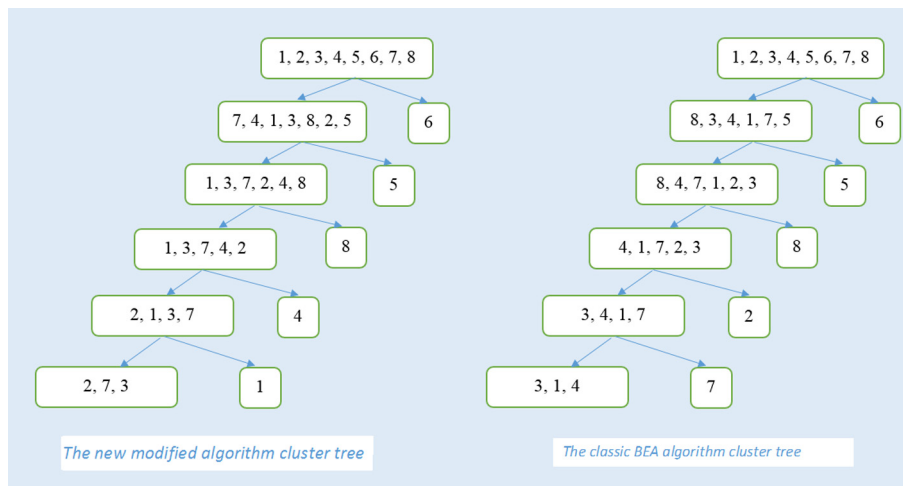 1, 2, 3, 4, 5, 6, 7, 8
7, 4, 1, 3, 8, 2, 5
6
1, 3, 7, 2, 4, 8
5
1, 3, 7, 4, 2
8
2, 1, 3, 7
4
2, 7, 3
1
The new modified algorithm cluster tree
1, 2, 3, 4, 5, 6, 7, 8
8, 3, 4, 1, 7, 5
6
8, 4, 7, 1, 2, 3
5
4, 1, 7, 2, 3
8
3, 4, 1, 7
2
3, 1, 4
7
The classic BEA algorithm cluster tree